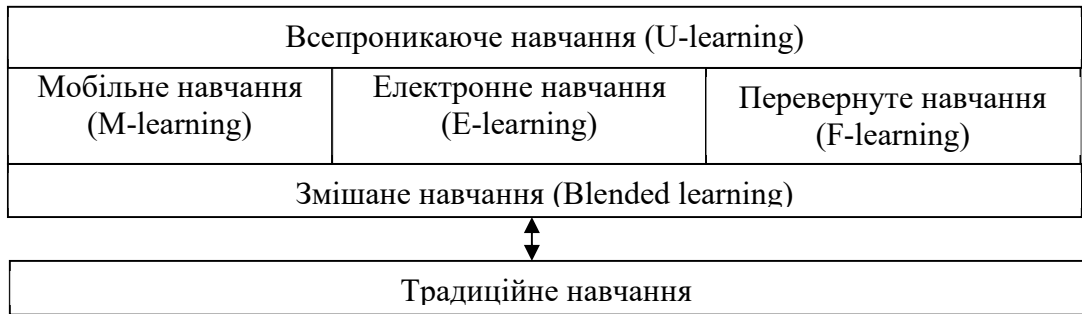 Всепроникаюче навчання (U-learning)
Мобільне навчання
(M-learning)
Електронне навчання
(E-learning)
Перевернуте навчання
(F-learning)
Змішане навчання (Blended learning)
Традиційне навчання